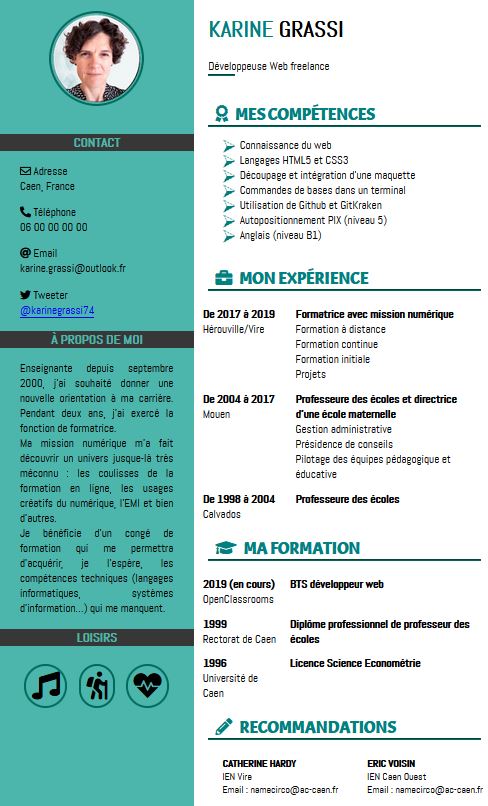 KARINE GRASSI
Développeuse Web freelance
CONTACT
Adresse
Caen, France
Téléphone
06 00 00 00 00
Email
karine.grassi@outlook.fr
Tweeter
@karinegrassi74
À PROPOS DE MOI
Enseignante depuis septembre
2000, j'ai souhaité donner une
nouvelle orientation à ma carrière.
Pendant deux ans, j'ai exercé la
fonction de formatrice.
Ma mission numérique m'a fait
découvrir un univers jusque-là très
méconnu : les coulisses de la
formation en ligne, les usages
créatifs du numérique, l'EMI et bien
d'autres.
Je bénéficie d'un congé de
formation qui me permettra
d'acquérir, je l'espère, les
compétences techniques (langages
informatiques, systèmes
d'information...) qui me manquent.
LOISIRS
MES COMPÉTENCES
Connaissance du web
Langages HTML5 et CSS3
Découpage et intégration d'une maquette
Commandes de bases dans un terminal
Utilisation de Github et GitKraken
Autopositionnement PIX (niveau 5)
Anglais (niveau B1)
MON EXPÉRIENCE
De 2017 à 2019
Hérouville/Vire
Formatrice avec mission numérique
Formation à distance
Formation continue
Formation initiale
Projets
De 2004 à 2017
Mouen
Professeure des écoles et directrice
d'une école maternelle
Gestion administrative
Présidence de conseils
Pilotage des équipes pédagogique et
éducative
De 1998 à 2004
Calvados
Professeure des écoles
MA FORMATION
2019 (en cours)
OpenClassrooms
BTS développeur web
1999
Rectorat de Caen
Diplôme professionnel de professeur des
écoles
1996
Université de
Caen
Licence Science Econométrie
RECOMMANDATIONS
CATHERINE HARDY
IEN Vire
Email : namecirco@ac-caen.fr
ERIC VOISIN
IEN Caen Ouest
Email : namecirco@ac-caen.fr